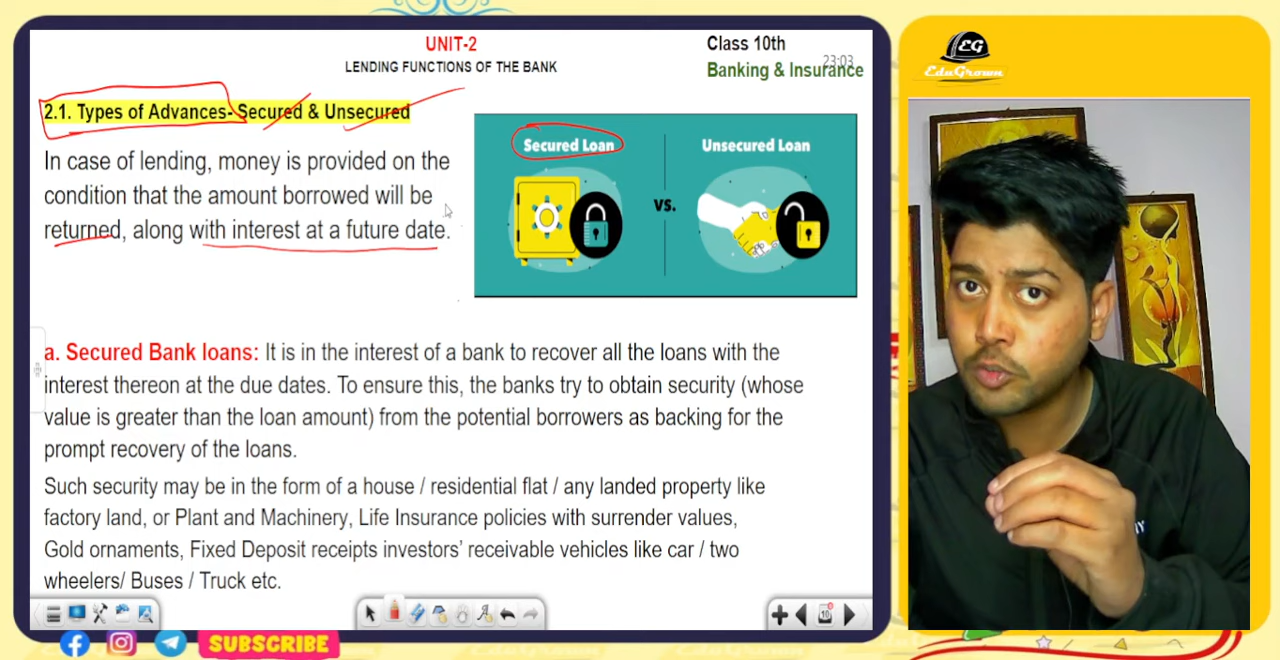 UNIT-2
LENDING FUNCTIONS OF THE BANK
Class 10th
23:03
Banking & Insurance
2.1. Types of Advances- Secured & Unsecured
In case of lending, money is provided on the
condition that the amount borrowed will be
returned, along with interest at a future date.
Secured Loan
vs.
Unsecured Loan
a. Secured Bank loans: It is in the interest of a bank to recover all the loans with the
interest thereon at the due dates. To ensure this, the banks try to obtain security (whose
value is greater than the loan amount) from the potential borrowers as backing for the
prompt recovery of the loans.
Such security may be in the form of a house / residential flat / any landed property like
factory land, or Plant and Machinery, Life Insurance policies with surrender values,
Gold ornaments, Fixed Deposit receipts investors’ receivable vehicles like car / two
wheelers/ Buses / Truck etc.
10
SUBSCRIBE
EG
EduGrown